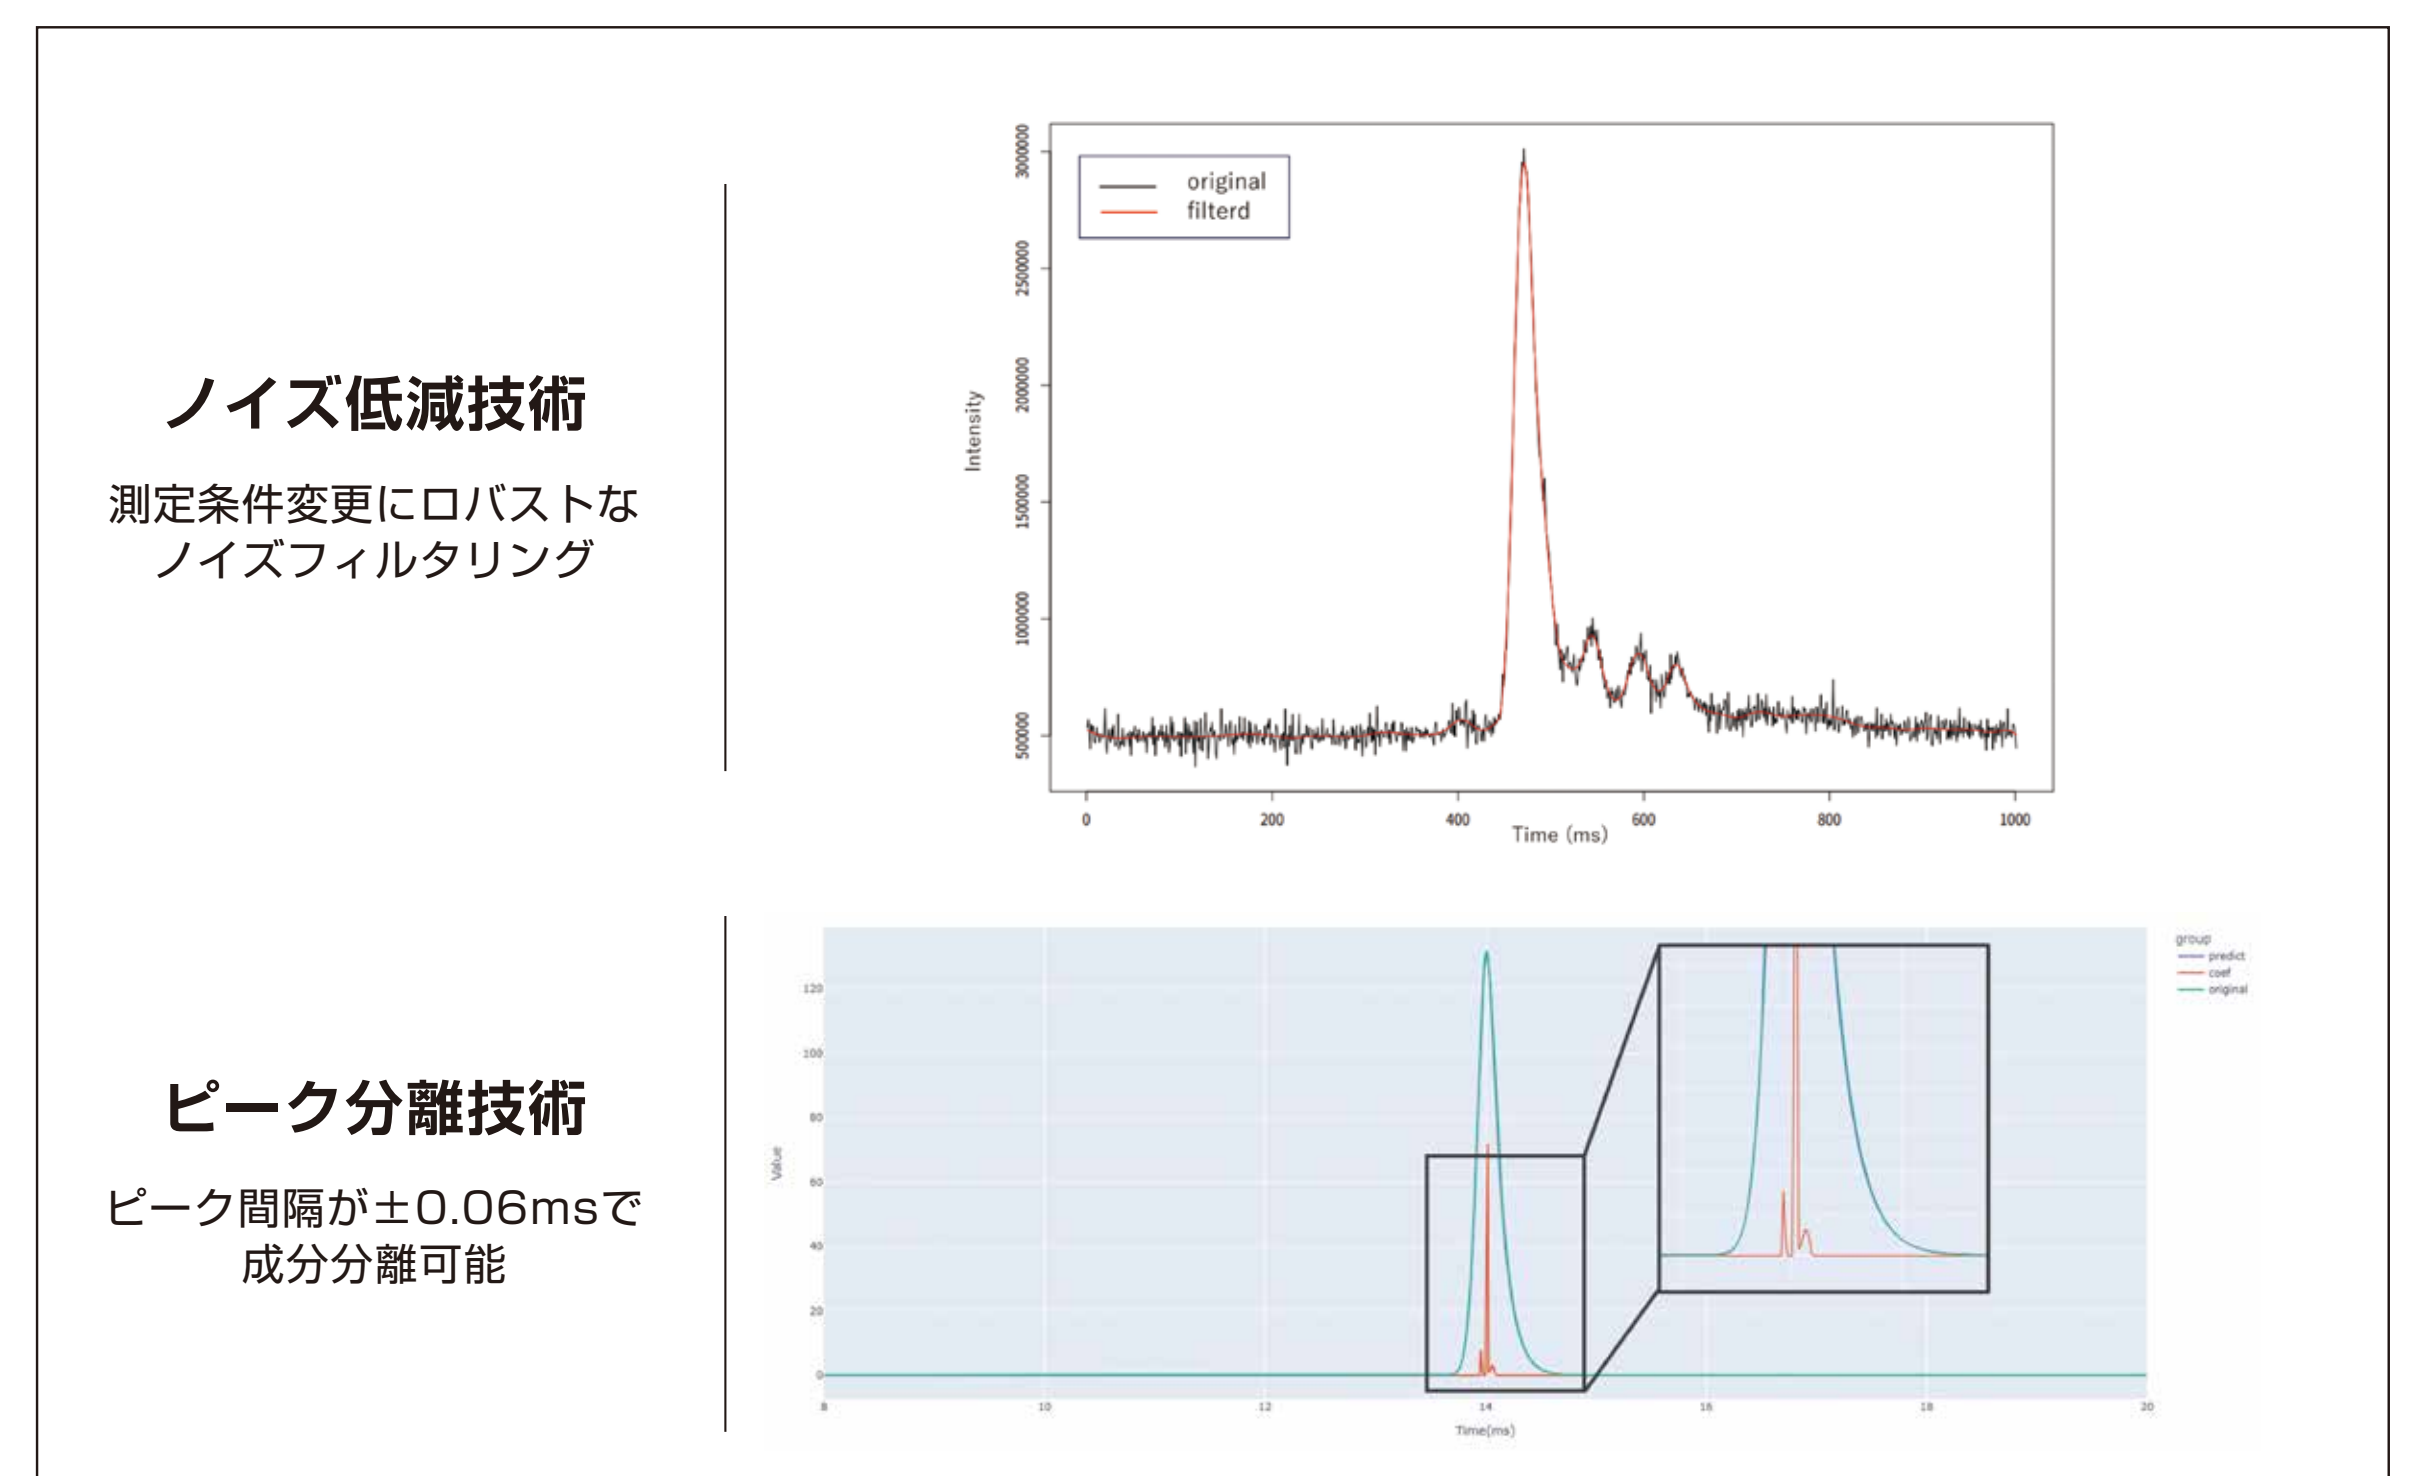 ノイズ低減技術
測定条件変更にロバストな
ノイズフィルタリング
original
filterd
Intensity
3000000
2500000
2000000
1500000
1000000
500000
0 200 400 600 800 1000
Time (ms)
ピーク分離技術
ピーク間隔が±0.06msで
成分分離可能
group
predict
coef
original
Value
120
100
80
60
40
20
0
8 10 12 14 16 18 20
Time(ms)